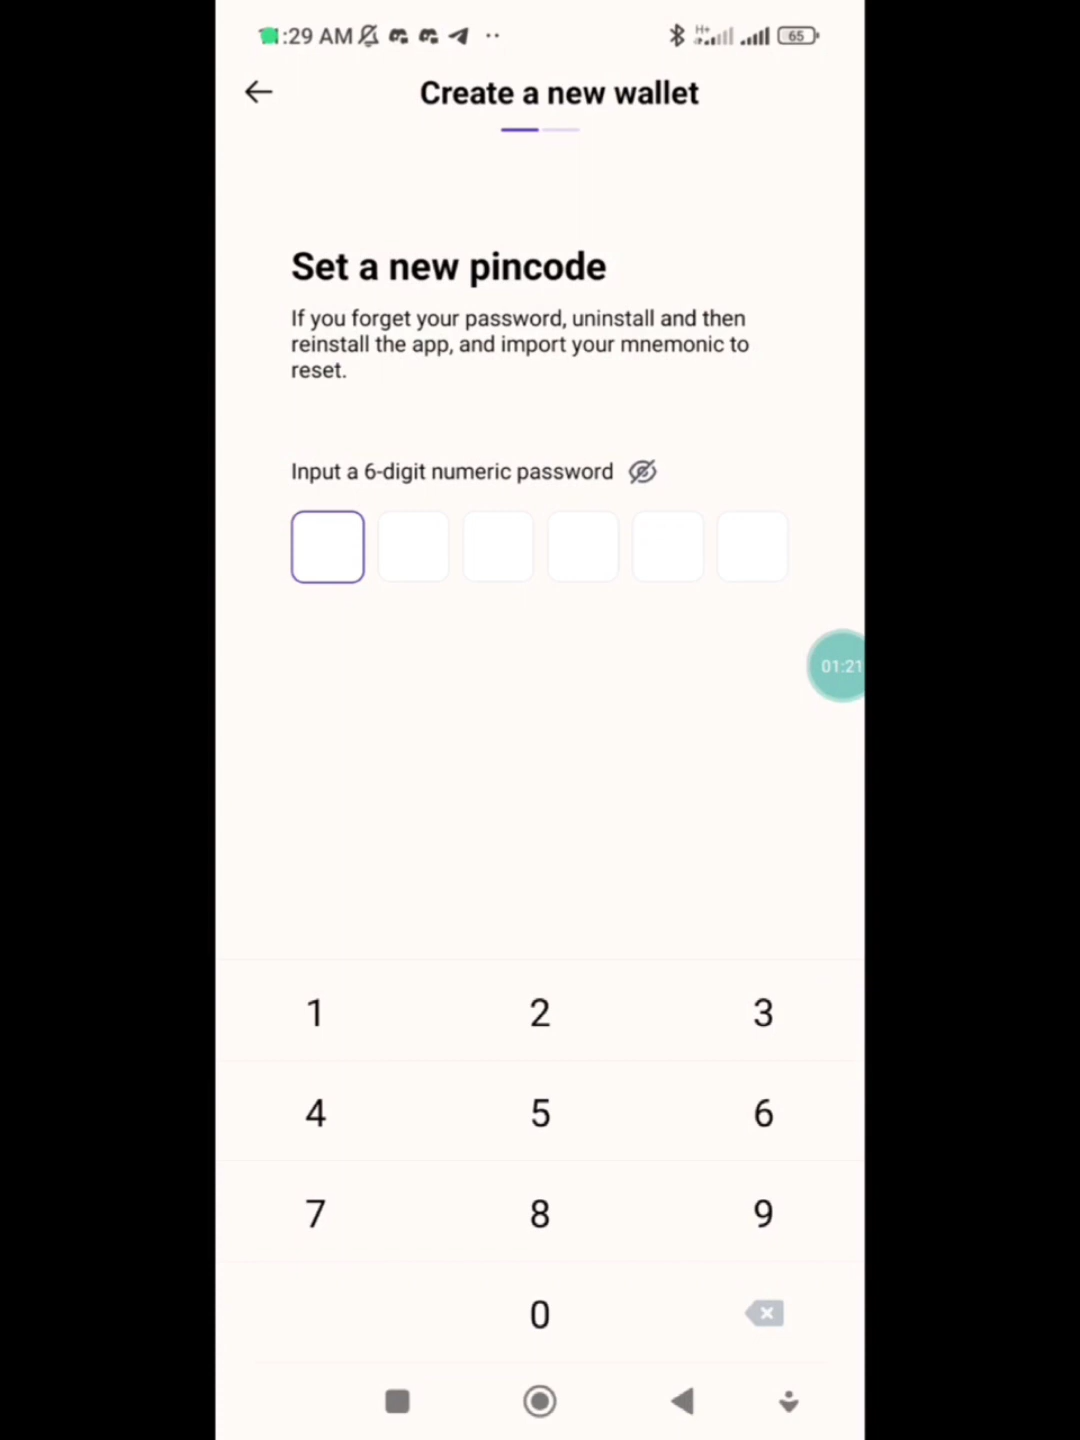 :29 AM H+ 65
Create a new wallet
Set a new pincode
If you forget your password, uninstall and then
reinstall the app, and import your mnemonic to
reset.
Input a 6-digit numeric password
01:21
1 2 3
4 5 6
7 8 9
0